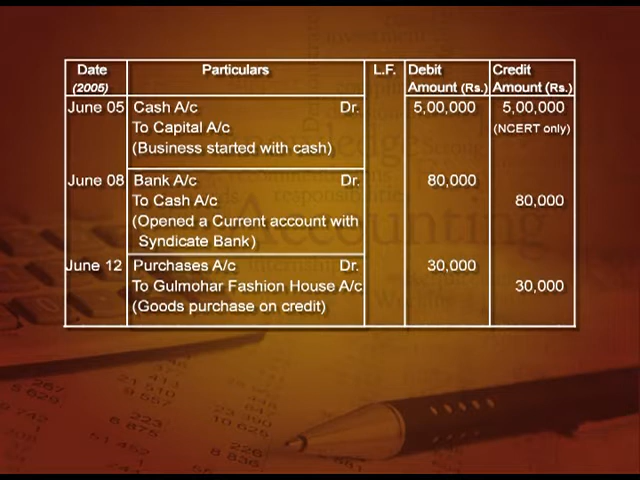 Date Particulars L.F. Debit Credit
(2005) Amount (Rs.) Amount (Rs.)
June 05 Cash A/c Dr. 5,00,000 5,00,000
To Capital A/c (NCERT only)
(Business started with cash)
June 08 Bank A/c Dr. 80,000
To Cash A/c 80,000
(Opened a Current account with
Syndicate Bank)
June 12 Purchases A/c Dr. 30,000
To Gulmohar Fashion House A/c 30,000
(Goods purchase on credit)
Accounting